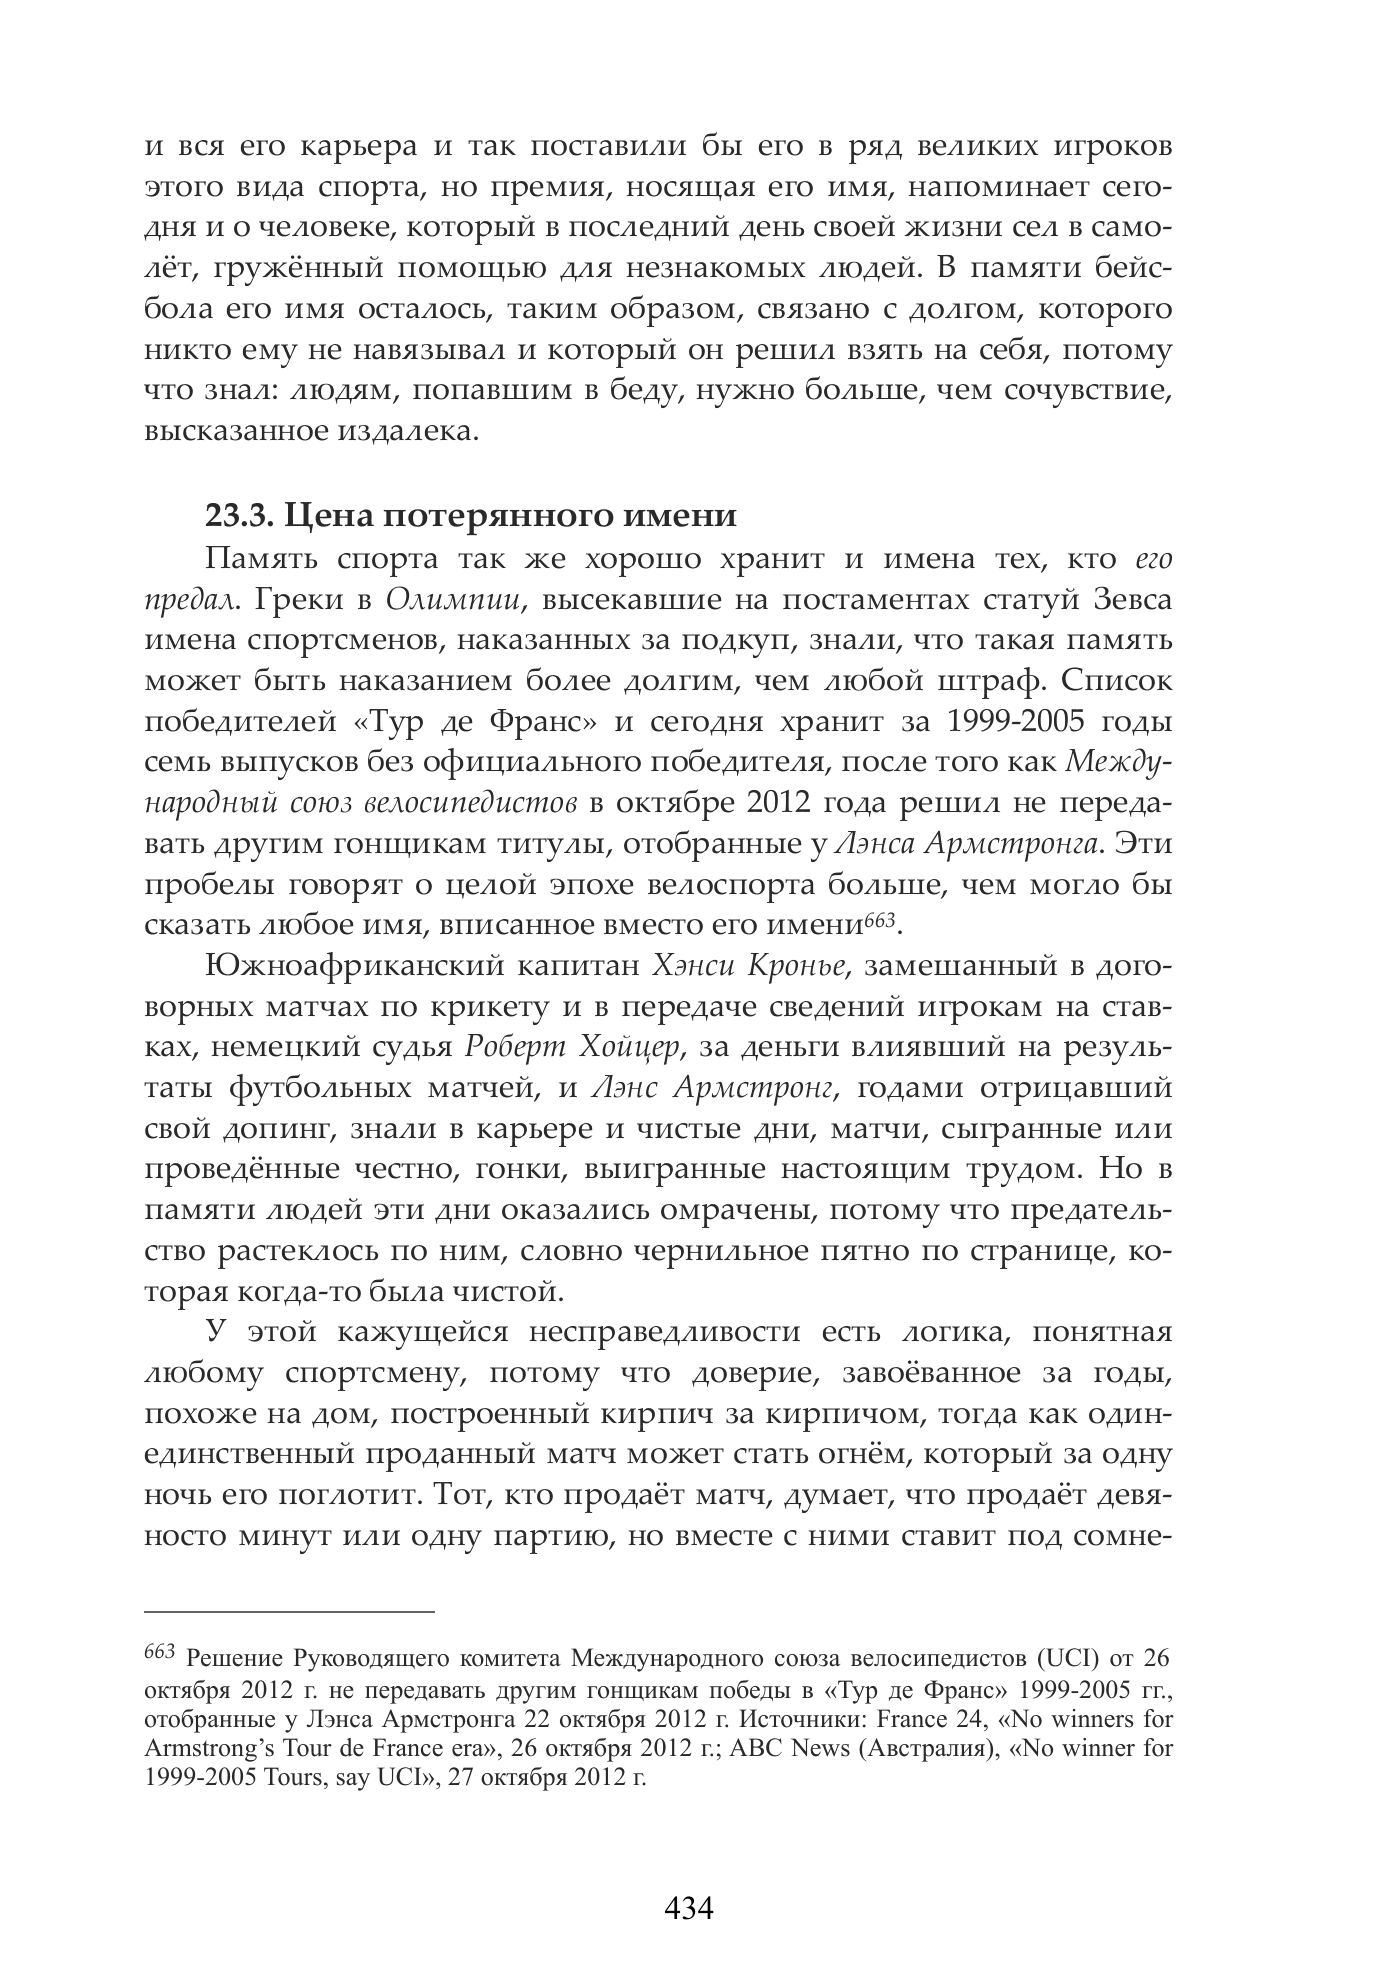 и вся его карьера и так поставили бы его в ряд великих игроков
этого вида спорта, но премия, носящая его имя, напоминает сего-
дня и о человеке, который в последний день своей жизни сел в само-
лёт, гружённый помощью для незнакомых людей. В памяти бейс-
бола его имя осталось, таким образом, связано с долгом, которого
никто ему не навязывал и который он решил взять на себя, потому
что знал: людям, попавшим в беду, нужно больше, чем сочувствие,
высказанное издалека.
23.3. Цена потерянного имени
Память спорта так же хорошо хранит и имена тех, кто его
предал. Греки в Олимпии, высекавшие на постаментах статуй Зевса
имена спортсменов, наказанных за подкуп, знали, что такая память
может быть наказанием более долгим, чем любой штраф. Список
победителей «Тур де Франс» и сегодня хранит за 1999-2005 годы
семь выпусков без официального победителя, после того как Между-
народный союз велосипедистов в октябре 2012 года решил не переда-
вать другим гонщикам титулы, отобранные у Лэнса Армстронга. Эти
пробелы говорят о целой эпохе велоспорта больше, чем могло бы
сказать любое имя, вписанное вместо его имени663.
Южноафриканский капитан Хэнси Кронье, замешанный в дого-
ворных матчах по крикету и в передаче сведений игрокам на став-
ках, немецкий судья Роберт Хойцер, за деньги влиявший на резуль-
таты футбольных матчей, и Лэнс Армстронг, годами отрицавший
свой допинг, знали в карьере и чистые дни, матчи, сыгранные или
проведённые честно, гонки, выигранные настоящим трудом. Но в
памяти людей эти дни оказались омрачены, потому что предатель-
ство растеклось по ним, словно чернильное пятно по странице, ко-
торая когда-то была чистой.
У этой кажущейся несправедливости есть логика, понятная
любому спортсмену, потому что доверие, завоёванное за годы,
похоже на дом, построенный кирпич за кирпичом, тогда как один-
единственный проданный матч может стать огнём, который за одну
ночь его поглотит. Тот, кто продаёт матч, думает, что продаёт девя-
носто минут или одну партию, но вместе с ними ставит под сомне-
663 Решение Руководящего комитета Международного союза велосипедистов (UCI) от 26
октября 2012 г. не передавать другим гонщикам победы в «Тур де Франс» 1999-2005 гг.,
отобранные у Лэнса Армстронга 22 октября 2012 г. Источники: France 24, «No winners for
Armstrong’s Tour de France era», 26 октября 2012 г.; ABC News (Австралия), «No winner for
1999-2005 Tours, say UCI», 27 октября 2012 г.
434